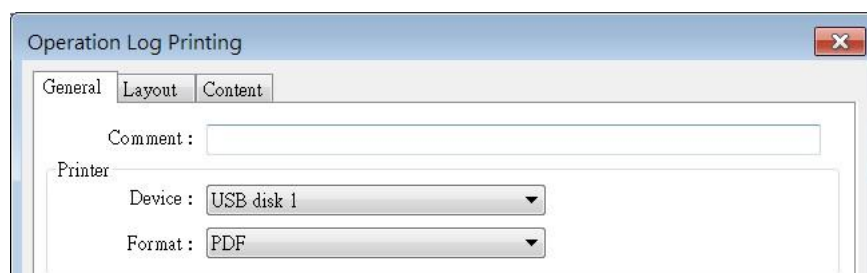 Operation Log Printing
General Layout Content
Comment :
Printer
Device : USB disk 1
Format : PDF